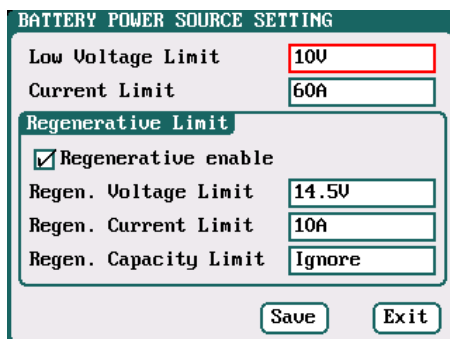 BATTERY POWER SOURCE SETTING
Low Voltage Limit 10V
Current Limit 60A
Regenerative Limit
Regenerative enable
Regen. Voltage Limit 14.5V
Regen. Current Limit 10A
Regen. Capacity Limit Ignore
Save Exit